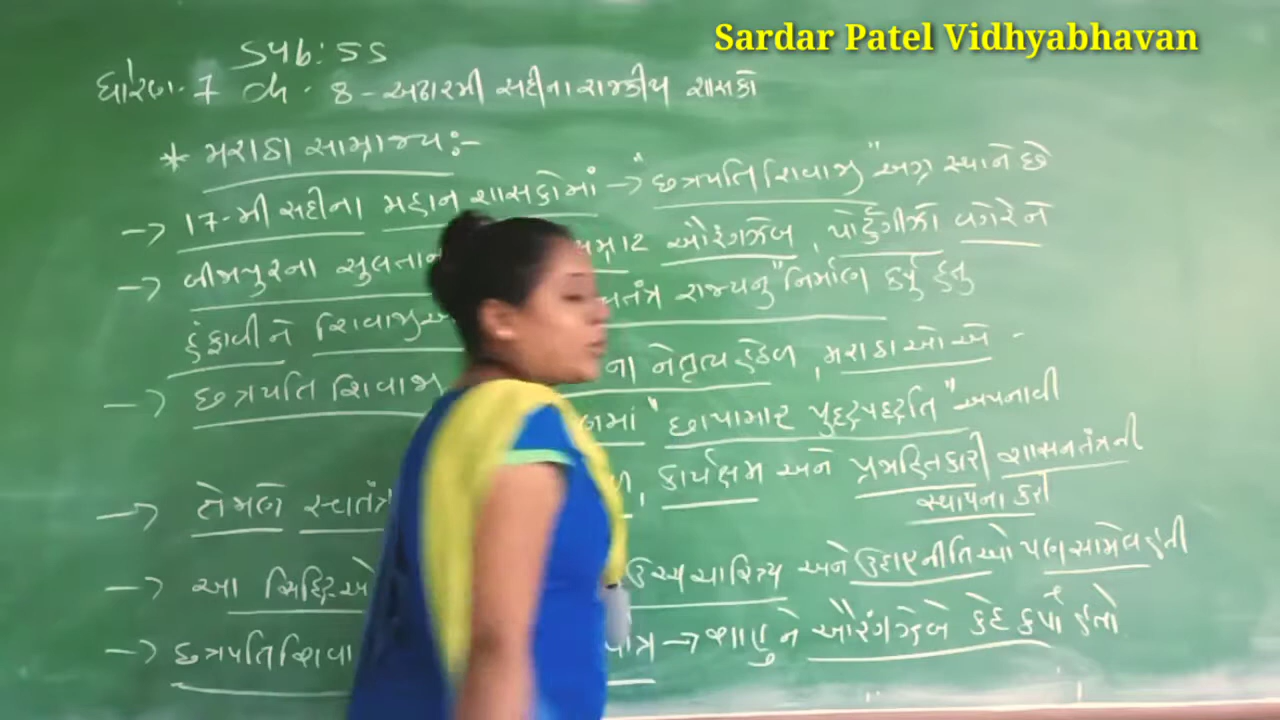 Sardar Patel Vidhyabhavan
Sub: SS
ધોરણ. 7 ch. 8 - અઢારમી સદીના રાજકીય શાસકો
* મરાઠા સામ્રાજ્ય :-
→ 17-મી સદીના મહાન શાસકોમાં → "છત્રપતિ શિવાજી" અગ્ર સ્થાને છે
→ બીજાપુરના સુલતાન ઔરંગઝેબ, પોર્ટુગીઝો વગેરેને
હંફાવીને રાજ્યનું" નિર્માણ કર્યું હતુ
→ છત્રપતિ શિવાજી ના નેતૃત્વ હેઠળ, મરાઠાઓએ -
"છાપામાર યુદ્ધપદ્ધતિ" અપનાવી
→ તેમણે સ્વતંત્ર , કાર્યક્ષમ અને પ્રજાહિતકારી શાસનતંત્રની
સ્થાપના કરી
→ આ ઉચ્ચ ચારિત્ર્ય અને ઉદારનીતિઓ પણ સામેલ હતી
→ છત્રપતિ શિવા → શાહુ ને ઔરંગઝેબે કેદ કર્યો હતો